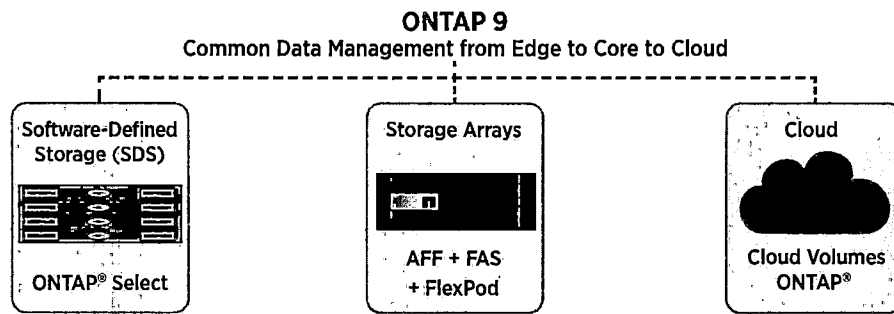 ONTAP 9
Common Data Management from Edge to Core to Cloud
Software-Defined
Storage (SDS)
ONTAP® Select
Storage Arrays
AFF + FAS
+ FlexPod
Cloud
Cloud Volumes
ONTAP®